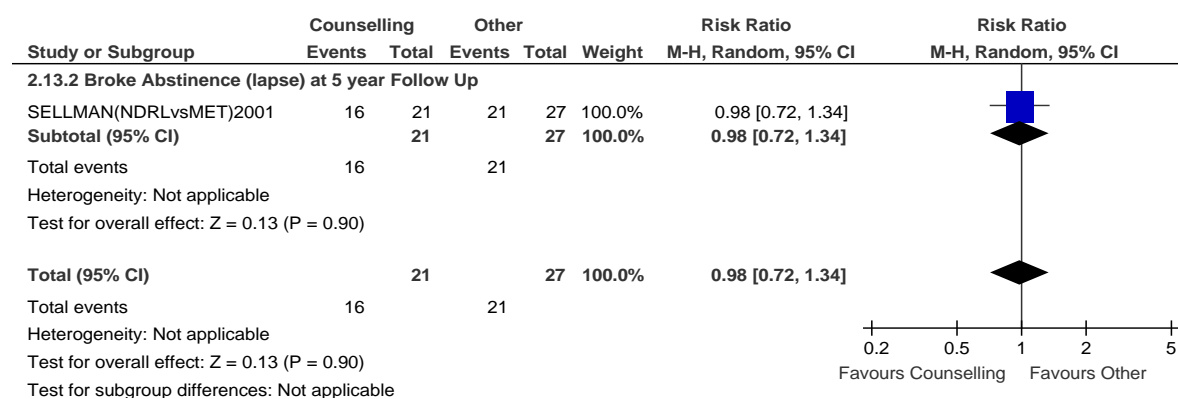 Counselling Other Risk Ratio Risk Ratio
Study or Subgroup Events Total Events Total Weight M-H, Random, 95% CI M-H, Random, 95% CI
2.13.2 Broke Abstinence (lapse) at 5 year Follow Up
SELLMAN(NDRLvsMET)2001 16 21 21 27 100.0% 0.98 [0.72, 1.34]
Subtotal (95% CI) 21 27 100.0% 0.98 [0.72, 1.34]
Total events 16 21
Heterogeneity: Not applicable
Test for overall effect: Z = 0.13 (P = 0.90)
Total (95% CI) 21 27 100.0% 0.98 [0.72, 1.34]
Total events 16 21
Heterogeneity: Not applicable
Test for overall effect: Z = 0.13 (P = 0.90)
Test for subgroup differences: Not applicable
0.2 0.5 1 2 5
Favours Counselling Favours Other